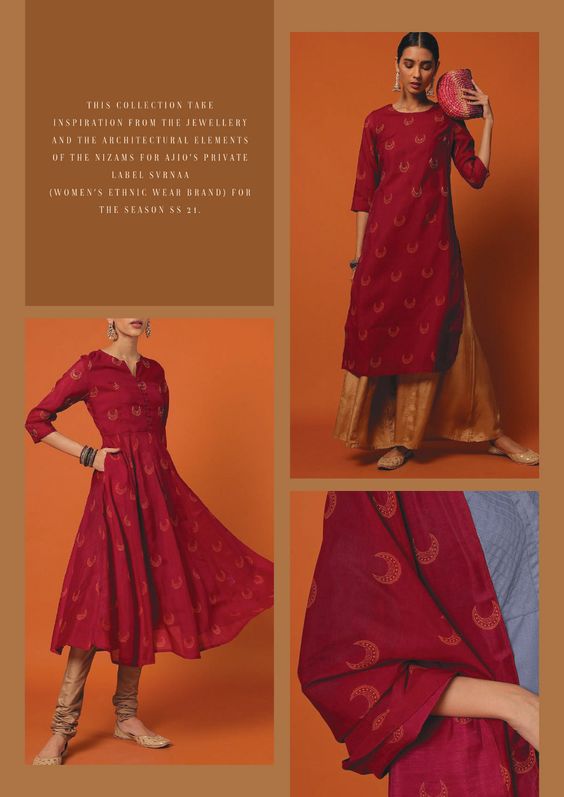 THIS COLLECTION TAKE
INSPIRATION FROM THE JEWELLERY
AND THE ARCHITECTURAL ELEMENTS
OF THE NIZAMS FOR AJIO'S PRIVATE
LABEL SVRNAA
(WOMEN'S ETHNIC WEAR BRAND) FOR
THE SEASON SS 21.